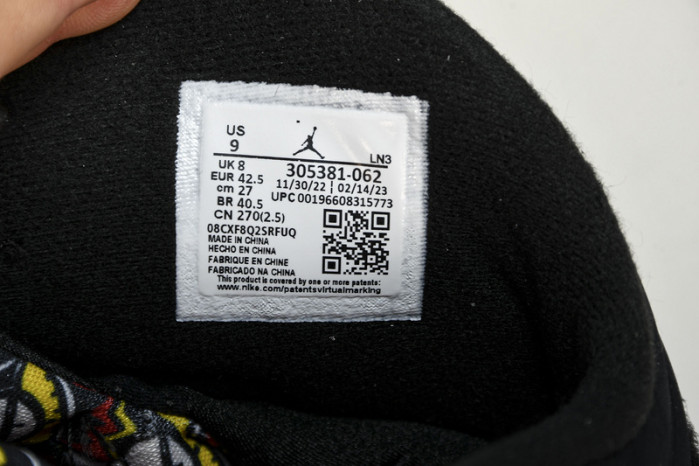 US
9
LN3
UK 8
305381-062
EUR 42.5
11/30/22 | 02/14/23
cm 27
UPC 00196608315773
BR 40.5
CN 270(2.5)
08CXF8Q2SRFUQ
MADE IN CHINA
HECHO EN CHINA
FABRIQUE EN CHINE
FABRICADO NA CHINA
This product is covered by one or more patents:
www.nike.com/patentsvirtualmarking